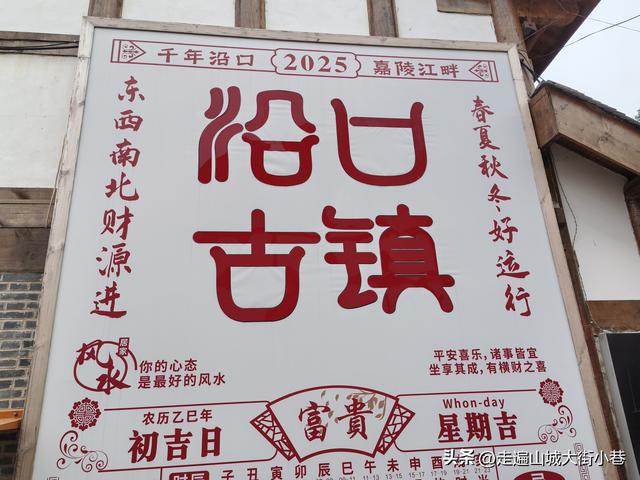 千年沿口
2025
嘉陵江畔
东西南北财源进
沿口
古镇
春夏秋冬好运行
风水
居家
你的心态
是最好的风水
平安喜乐,诸事皆宜
坐享其成,有横财之喜
农历乙巳年
初吉日
富貴
Whon-day
星期吉
子丑寅卯辰巳午未申
头条 @走遍山城大街小巷